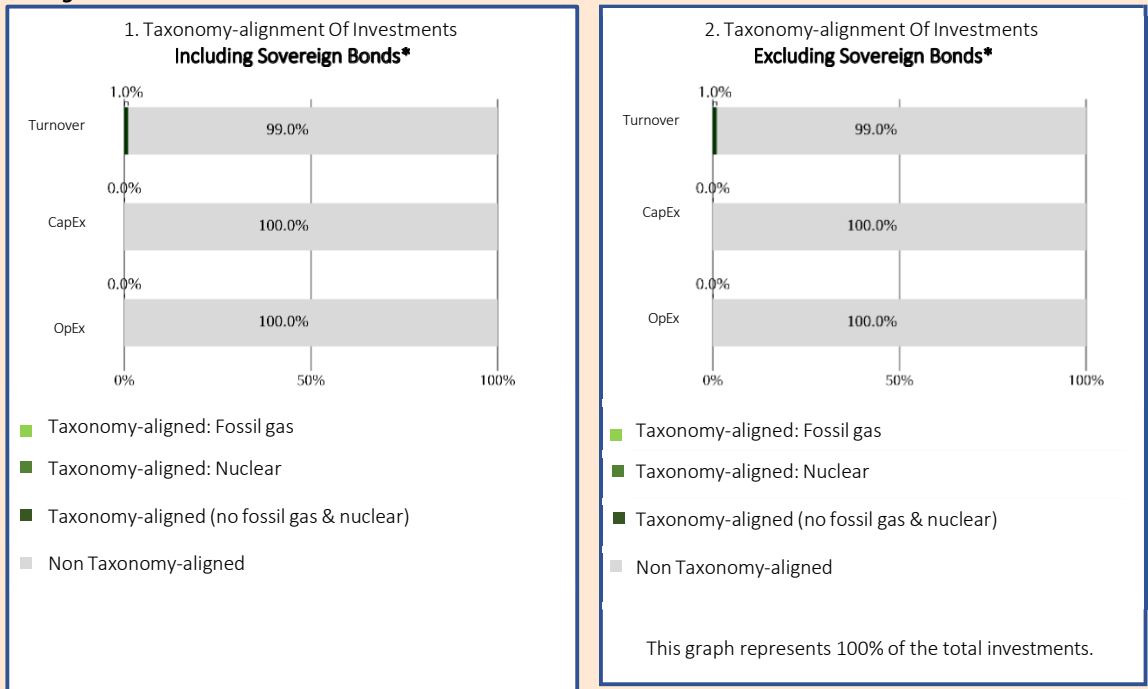 1. Taxonomy-alignment Of Investments
Including Sovereign Bonds*
1.0%
Turnover
99.0%
0.0%
CapEx
100.0%
0.0%
OpEx
100.0%
0%
50%
100%
Taxonomy-aligned: Fossil gas
Taxonomy-aligned: Nuclear
Taxonomy-aligned (no fossil gas & nuclear)
Non Taxonomy-aligned
2. Taxonomy-alignment Of Investments
Excluding Sovereign Bonds*
1.0%
Turnover
99.0%
0.0%
CapEx
100.0%
0.0%
OpEx
100.0%
0%
50%
100%
Taxonomy-aligned: Fossil gas
Taxonomy-aligned: Nuclear
Taxonomy-aligned (no fossil gas & nuclear)
Non Taxonomy-aligned
This graph represents 100% of the total investments.